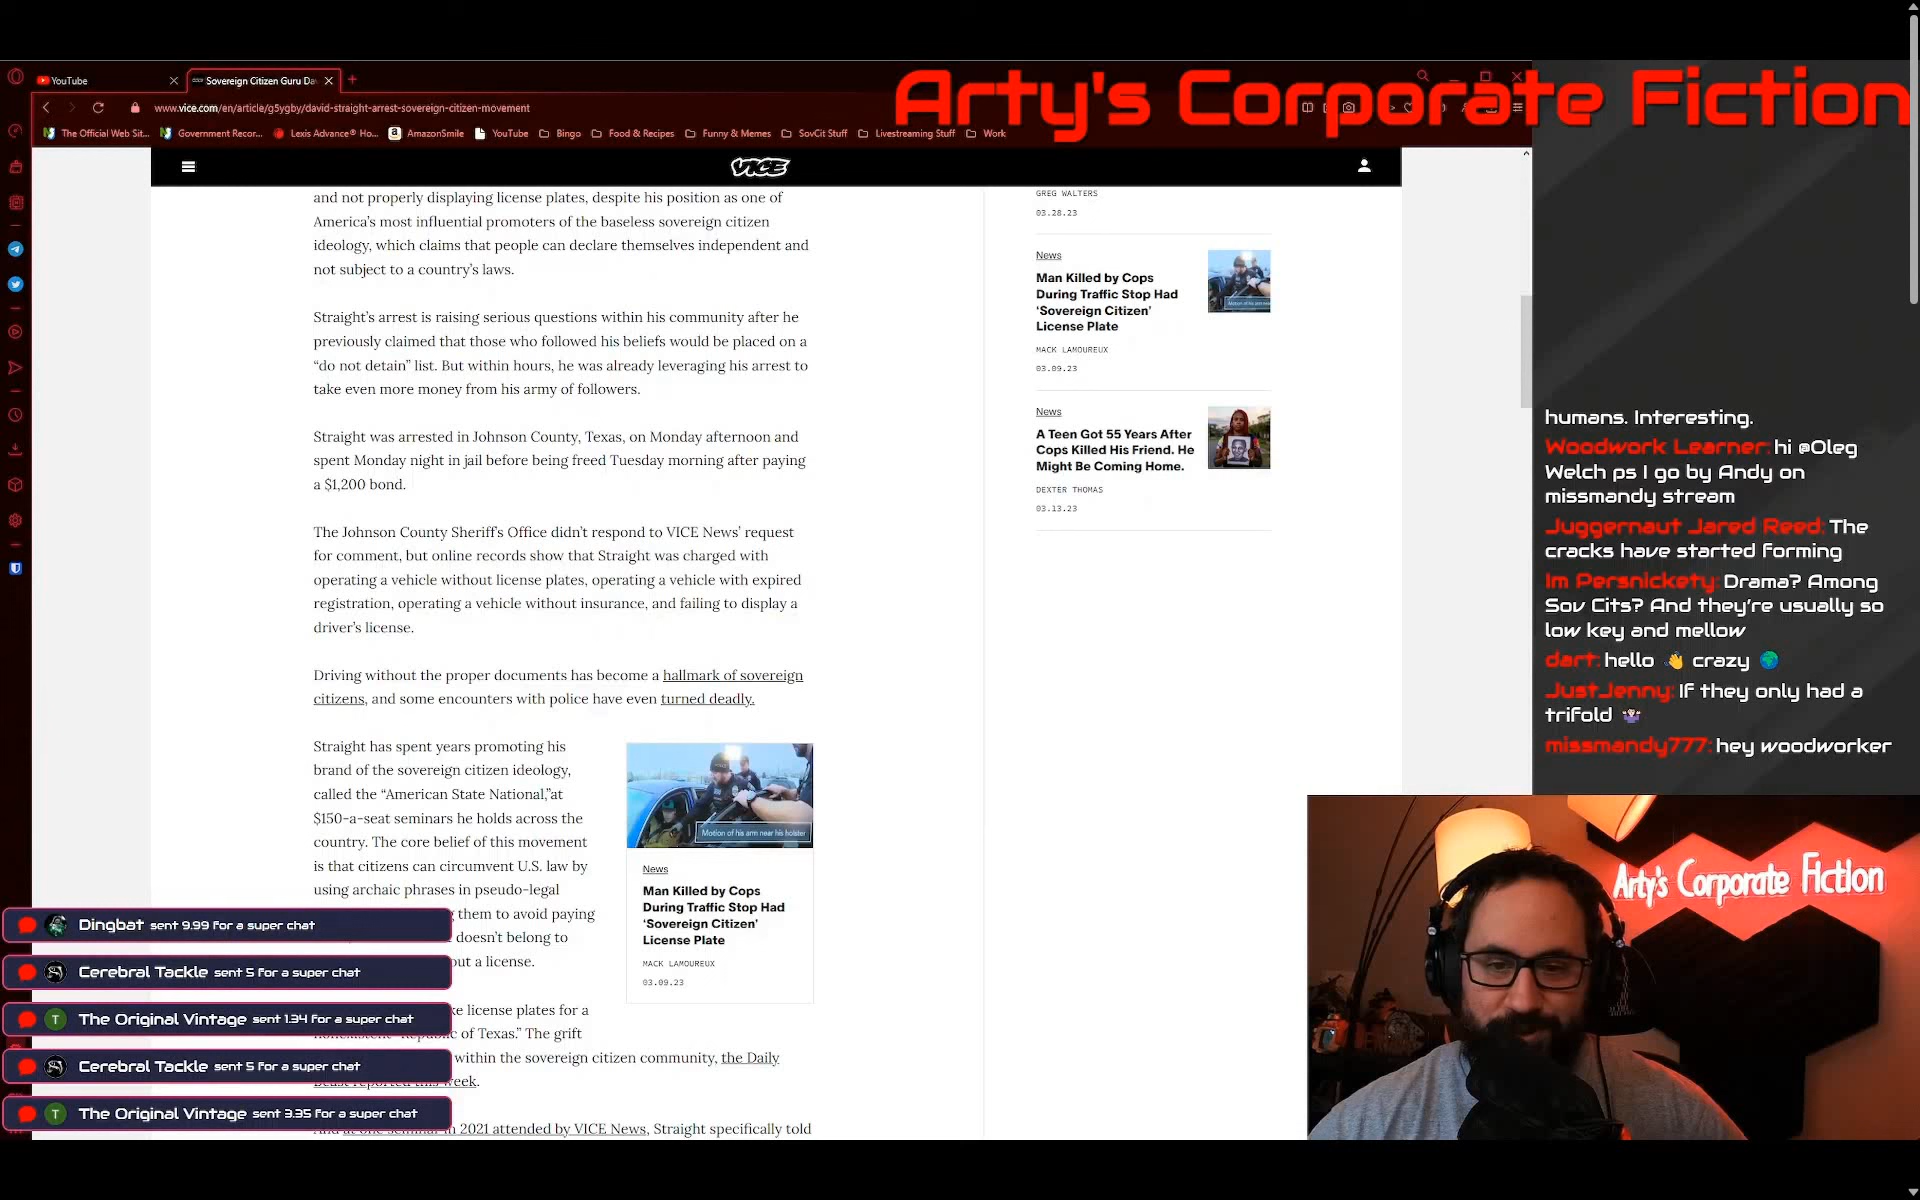 Arty's Corporate Fiction
YouTube
Sovereign Citizen Guru Da
www.vice.com/en/article/g5ygby/david-straight-arrest-sovereign-citizen-movement
The Official Web Sit...
Government Recor...
Lexis Advance® Ho...
AmazonSmile
YouTube
Bingo
Food & Recipes
Funny & Memes
SovCit Stuff
Livestreaming Stuff
Work
VICE
and not properly displaying license plates, despite his position as one of
America's most influential promoters of the baseless sovereign citizen
ideology, which claims that people can declare themselves independent and
not subject to a country's laws.
Straight's arrest is raising serious questions within his community after he
previously claimed that those who followed his beliefs would be placed on a
“do not detain” list. But within hours, he was already leveraging his arrest to
take even more money from his army of followers.
Straight was arrested in Johnson County, Texas, on Monday afternoon and
spent Monday night in jail before being freed Tuesday morning after paying
a $1,200 bond.
The Johnson County Sheriff's Office didn't respond to VICE News' request
for comment, but online records show that Straight was charged with
operating a vehicle without license plates, operating a vehicle with expired
registration, operating a vehicle without insurance, and failing to display a
driver's license.
Driving without the proper documents has become a hallmark of sovereign
citizens, and some encounters with police have even turned deadly.
Straight has spent years promoting his
brand of the sovereign citizen ideology,
called the “American State National,”at
$150-a-seat seminars he holds across the
country. The core belief of this movement
is that citizens can circumvent U.S. law by
using archaic phrases in pseudo-legal
them to avoid paying
doesn't belong to
out a license.
ke license plates for a
c of Texas.” The grift
within the sovereign citizen community, the Daily
week.
n 2021 attended by VICE News, Straight specifically told
Motion of his arm near his holster
News
Man Killed by Cops
During Traffic Stop Had
‘Sovereign Citizen’
License Plate
MACK LAMOUREUX
03.09.23
GREG WALTERS
03.28.23
News
Man Killed by Cops
During Traffic Stop Had
‘Sovereign Citizen’
License Plate
MACK LAMOUREUX
03.09.23
News
A Teen Got 55 Years After
Cops Killed His Friend. He
Might Be Coming Home.
DEXTER THOMAS
03.13.23
humans. Interesting.
Woodwork Learner: hi @Oleg
Welch ps I go by Andy on
missmandy stream
Juggernaut Jared Reed: The
cracks have started forming
Im Persnickety: Drama? Among
Sov Cits? And they're usually so
low key and mellow
dart: hello 👋 crazy 🌍
JustJenny: If they only had a
trifold 🤷🏻‍♀️
missmandy777: hey woodworker
Dingbat sent 9.99 for a super chat
Cerebral Tackle sent 5 for a super chat
T The Original Vintage sent 1.34 for a super chat
Cerebral Tackle sent 5 for a super chat
T The Original Vintage sent 3.35 for a super chat
Arty's Corporate Fiction